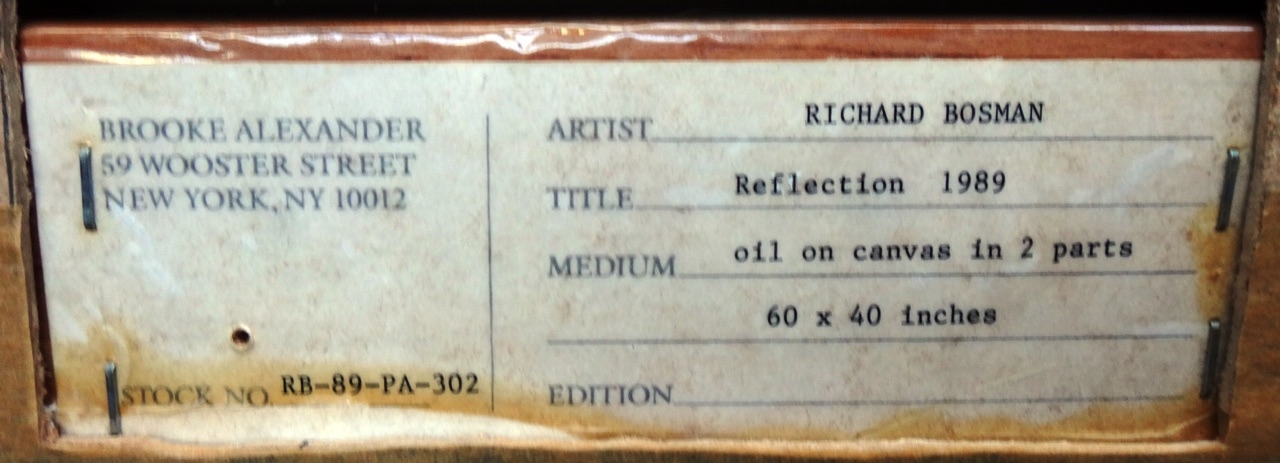 BROOKE ALEXANDER
59 WOOSTER STREET
NEW YORK, NY 10012
STOCK NO. RB-89-PA-302
ARTIST RICHARD BOSMAN
TITLE Reflection 1989
MEDIUM oil on canvas in 2 parts
60 x 40 inches
EDITION